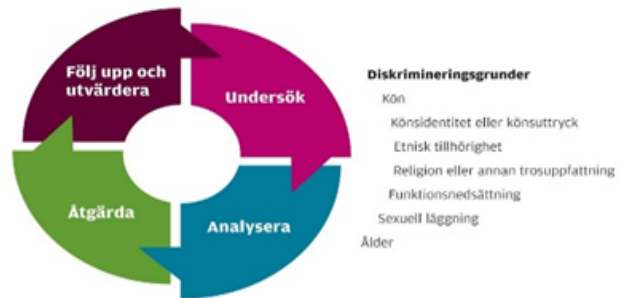 Följ upp och
utvärdera
Undersök
Åtgärda
Analysera
Diskrimineringsgrunder
Kön
Könsidentitet eller könsuttryck
Etnisk tillhörighet
Religion eller annan trosuppfattning
Funktionsnedsättning
Sexuell läggning
Ålder